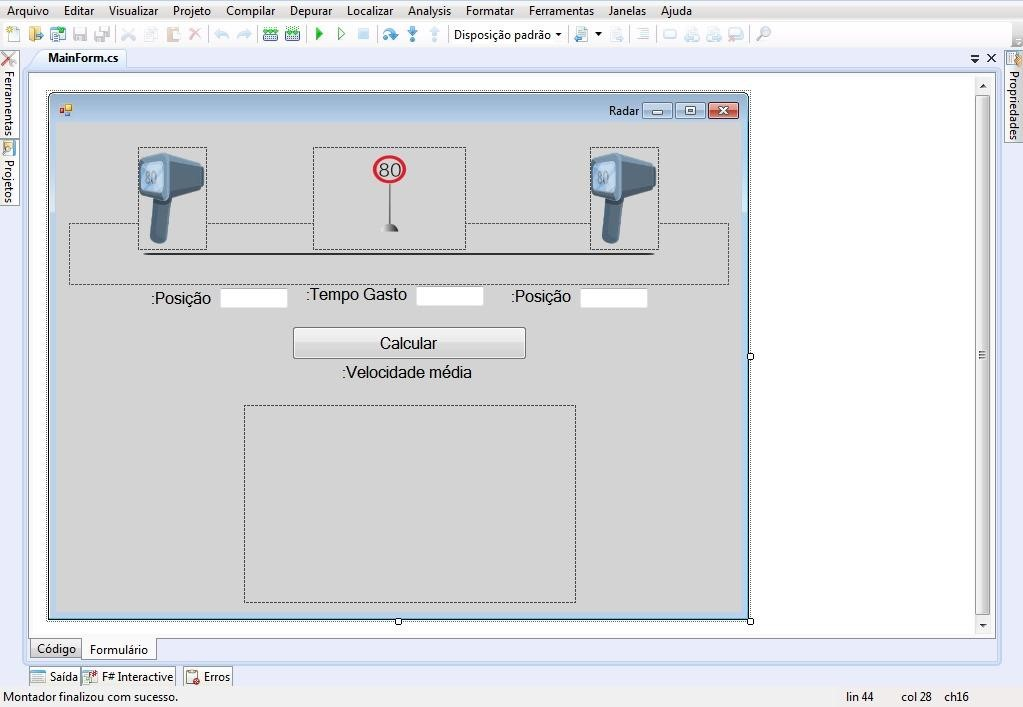 Arquivo Editar Visualizar Projeto Compilar Depurar Localizar Analysis Formatar Ferramentas Janelas Ajuda
Disposição padrão
MainForm.cs
Ferramentas
Projetos
Propriedades
Radar
80 80 80
:Posição :Tempo Gasto :Posição
Calcular
:Velocidade média
Código Formulário
Saída F# Interactive Erros
Montador finalizou com sucesso. lin 44 col 28 ch16